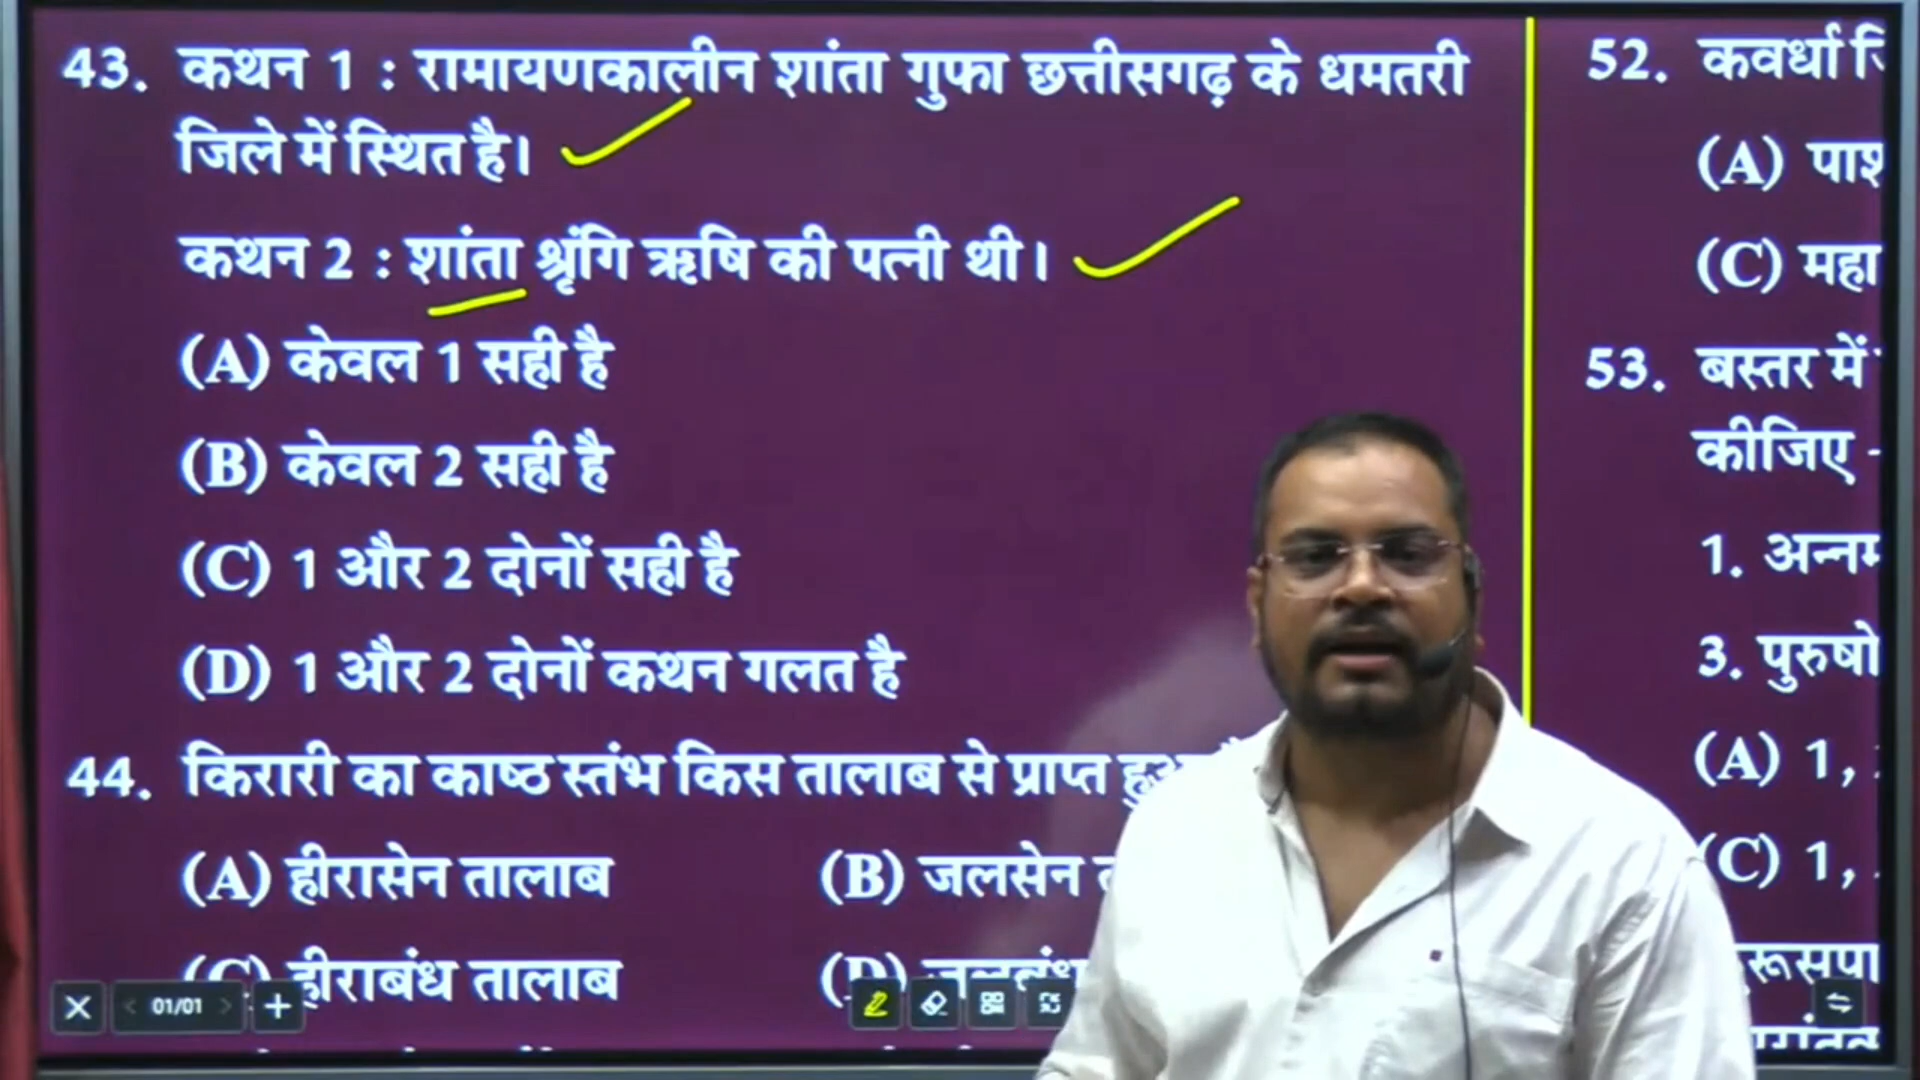 43. कथन 1 : रामायणकालीन शांता गुफा छत्तीसगढ़ के धमतरी
जिले में स्थित है।
कथन 2 : शांता श्रृंगि ऋषि की पत्नी थी।
(A) केवल 1 सही है
(B) केवल 2 सही है
(C) 1 और 2 दोनों सही है
(D) 1 और 2 दोनों कथन गलत है
44. किरारी का काष्ठ स्तंभ किस तालाब से प्राप्त
(A) हीरासेन तालाब (B) जलसेन
(C) हीराबंध तालाब (D) जलबंध
01/01
52. कवर्धा
(A)
(C) महा
53. बस्तर में
कीजिए -
1.
3.
(A) 1,
(C) 1,